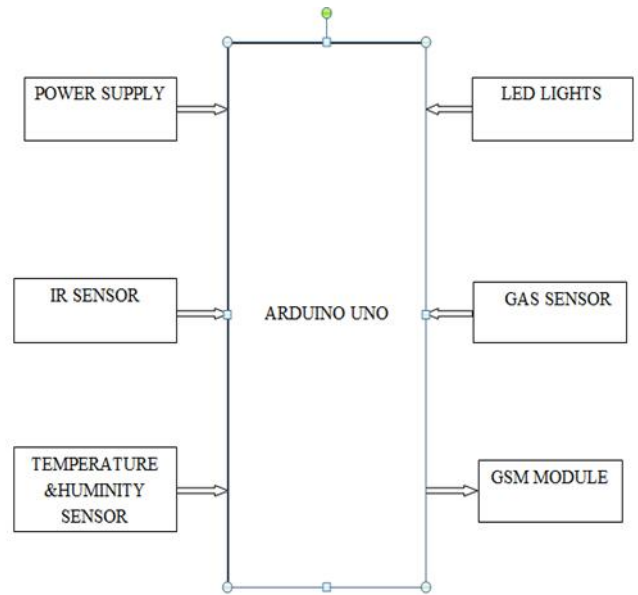 POWER SUPPLY
LED LIGHTS
IR SENSOR
ARDUINO UNO
GAS SENSOR
TEMPERATURE
&HUMINITY
SENSOR
GSM MODULE